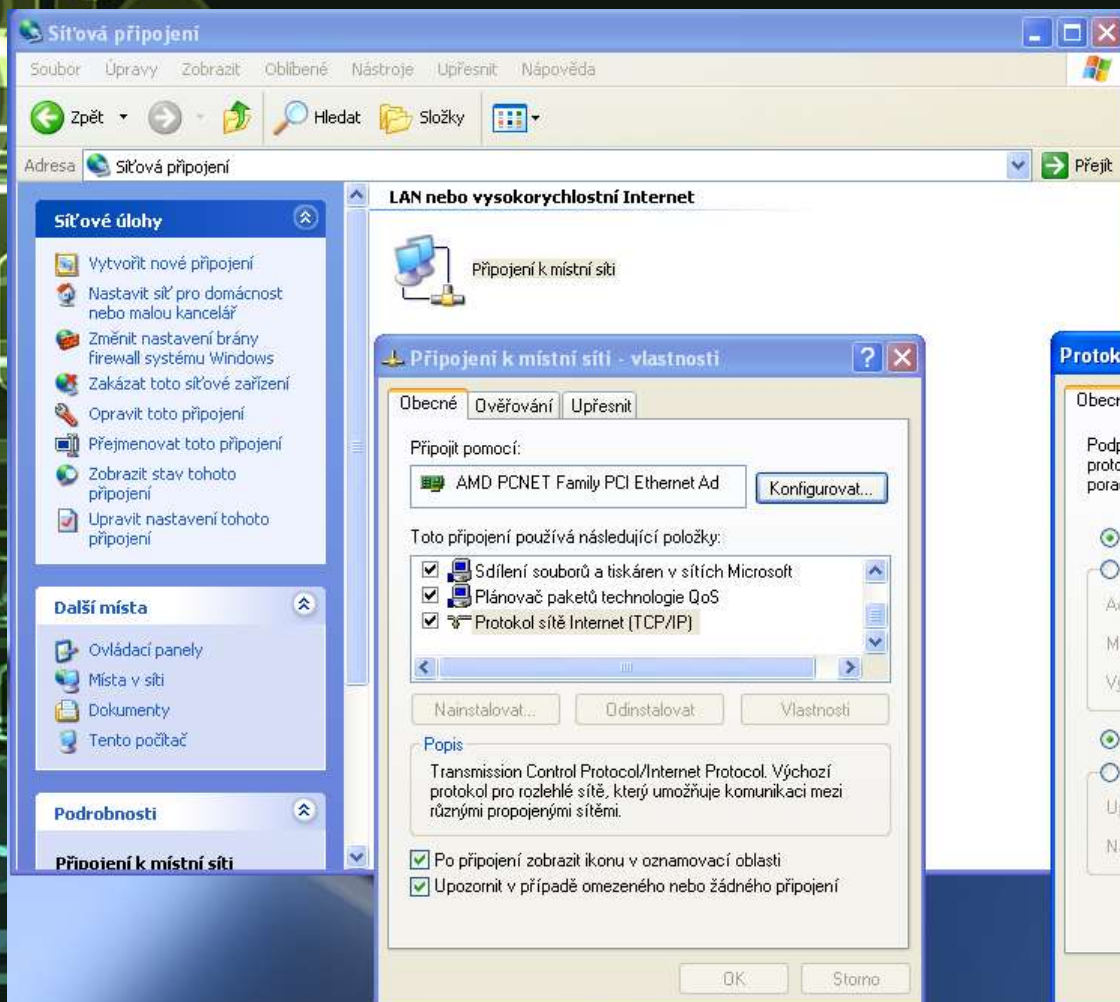 Síťová připojení
Soubor Úpravy Zobrazit Oblíbené Nástroje Upřesnit Nápověda
Zpět Hledat Složky
Adresa Síťová připojení Přejít
Síťové úlohy
Vytvořit nové připojení
Nastavit síť pro domácnost
nebo malou kancelář
Změnit nastavení brány
firewall systému Windows
Zakázat toto síťové zařízení
Opravit toto připojení
Přejmenovat toto připojení
Zobrazit stav tohoto
připojení
Upravit nastavení tohoto
připojení
Další místa
Ovládací panely
Místa v síti
Dokumenty
Tento počítač
Podrobnosti
Připojení k místní síti
LAN nebo vysokorychlostní Internet
Připojení k místní síti
Připojení k místní síti - vlastnosti
Obecné Ověřování Upřesnit
Připojit pomocí:
AMD PCNET Family PCI Ethernet Ad
Konfigurovat...
Toto připojení používá následující položky:
Sdílení souborů a tiskáren v sítích Microsoft
Plánovač paketů technologie QoS
Protokol sítě Internet (TCP/IP)
Nainstalovat... Odinstalovat Vlastnosti
Popis
Transmission Control Protocol/Internet Protocol. Výchozí
protokol pro rozlehlé sítě, který umožňuje komunikaci mezi
různými propojenými sítěmi.
Po připojení zobrazit ikonu v oznamovací oblasti
Upozornit v případě omezeného nebo žádného připojení
OK Storno
Protok
Obecn